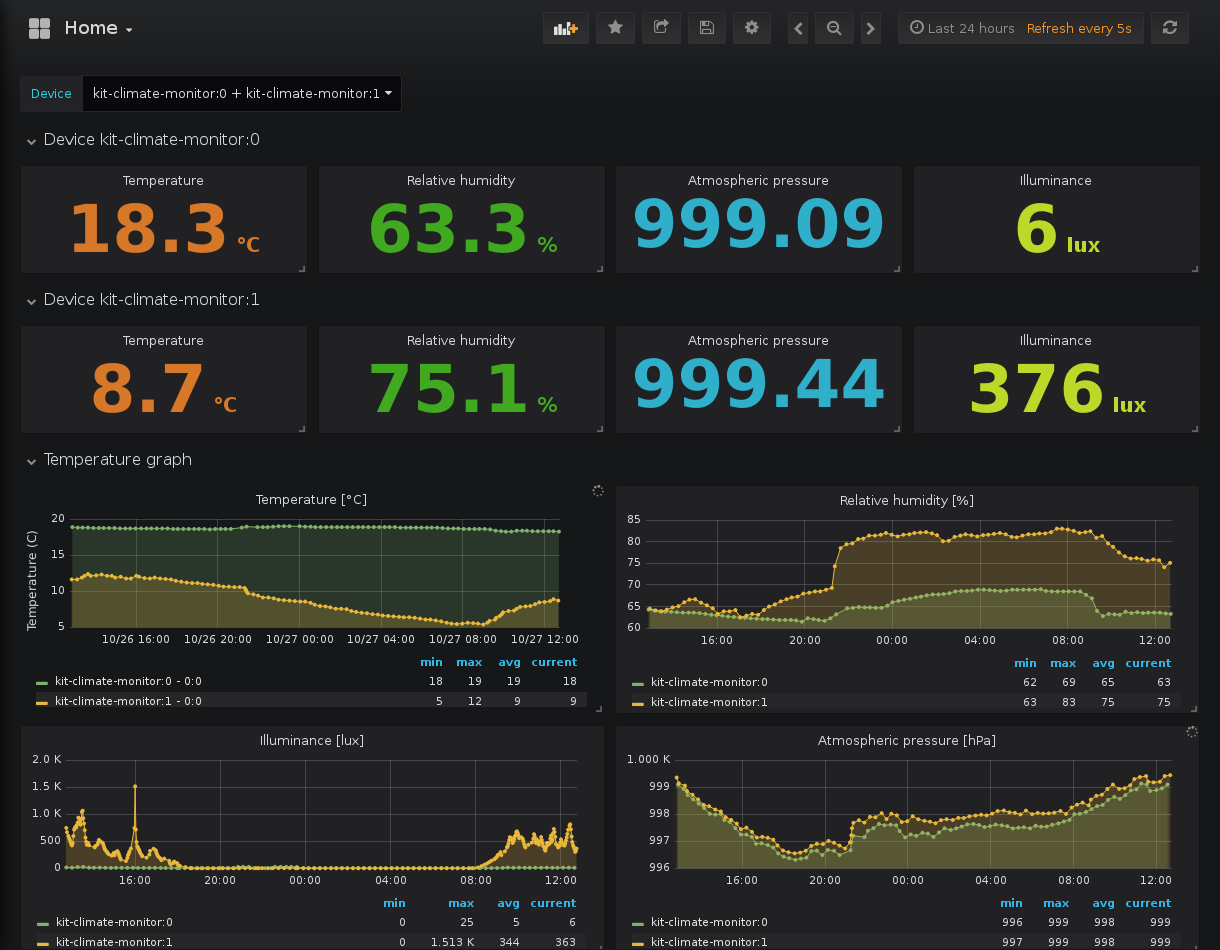 Home
Last 24 hours Refresh every 5s
Device kit-climate-monitor:0 + kit-climate-monitor:1
Device kit-climate-monitor:0
Temperature Relative humidity Atmospheric pressure Illuminance
18.3 °C 63.3 % 999.09 6 lux
Device kit-climate-monitor:1
Temperature Relative humidity Atmospheric pressure Illuminance
8.7 °C 75.1 % 999.44 376 lux
Temperature graph
Temperature [°C]
Temperature (C)
20
15
10
5
10/26 16:00 10/26 20:00 10/27 00:00 10/27 04:00 10/27 08:00 10/27 12:00
min max avg current
kit-climate-monitor:0 - 0:0 18 19 19 18
kit-climate-monitor:1 - 0:0 5 12 9 9
Relative humidity [%]
85
80
75
70
65
60
16:00 20:00 00:00 04:00 08:00 12:00
min max avg current
kit-climate-monitor:0 62 69 65 63
kit-climate-monitor:1 63 83 75 75
Illuminance [lux]
2.0 K
1.5 K
1.0 K
500
0
16:00 20:00 00:00 04:00 08:00 12:00
min max avg current
kit-climate-monitor:0 0 25 5 6
kit-climate-monitor:1 0 1.513 K 344 363
Atmospheric pressure [hPa]
1.000 K
999
998
997
996
16:00 20:00 00:00 04:00 08:00 12:00
min max avg current
kit-climate-monitor:0 996 999 998 999
kit-climate-monitor:1 997 999 998 999